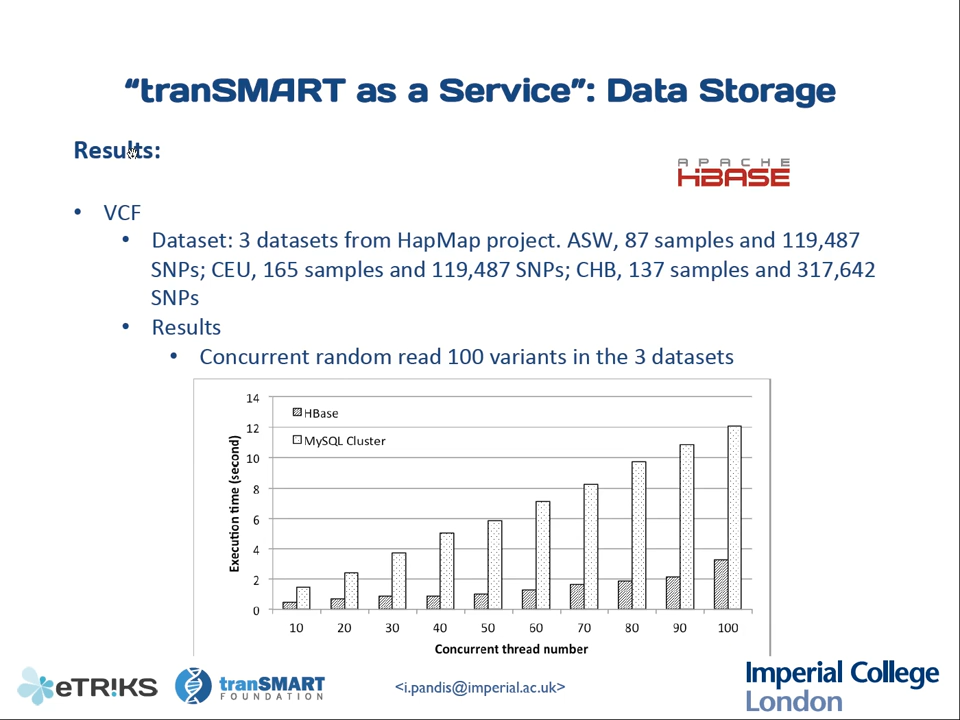 “tranSMART as a Service”: Data Storage
Results:
APACHE
HBASE
• VCF
• Dataset: 3 datasets from HapMap project. ASW, 87 samples and 119,487
SNPs; CEU, 165 samples and 119,487 SNPs; CHB, 137 samples and 317,642
SNPs
• Results
• Concurrent random read 100 variants in the 3 datasets
14
12
10
8
6
4
2
0
Execution time (second)
HBase
MySQL Cluster
10 20 30 40 50 60 70 80 90 100
Concurrent thread number
eTRIKS
tranSMART
FOUNDATION
<i.pandis@imperial.ac.uk>
Imperial College
London